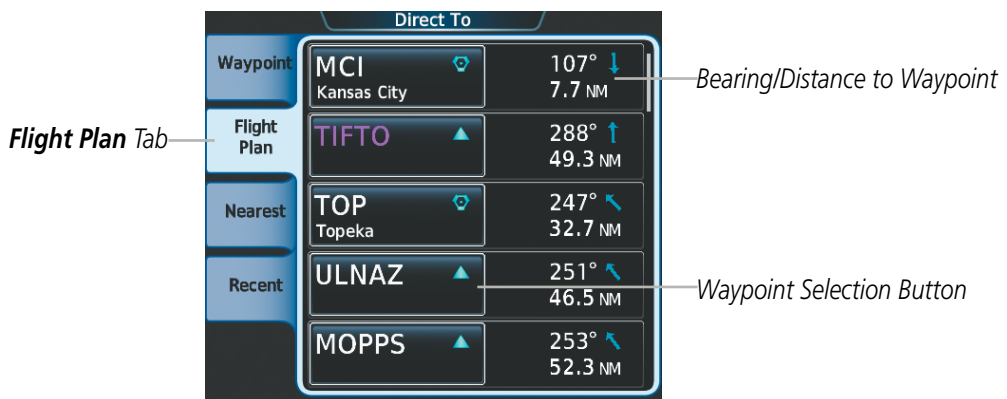 Direct To
Waypoint
Flight
Plan
Nearest
Recent
MCI
Kansas City
107°
7.7 NM
TIFTO
288°
49.3 NM
TOP
Topeka
247°
32.7 NM
ULNAZ
251°
46.5 NM
MOPPS
253°
52.3 NM
Flight Plan Tab
Bearing/Distance to Waypoint
Waypoint Selection Button